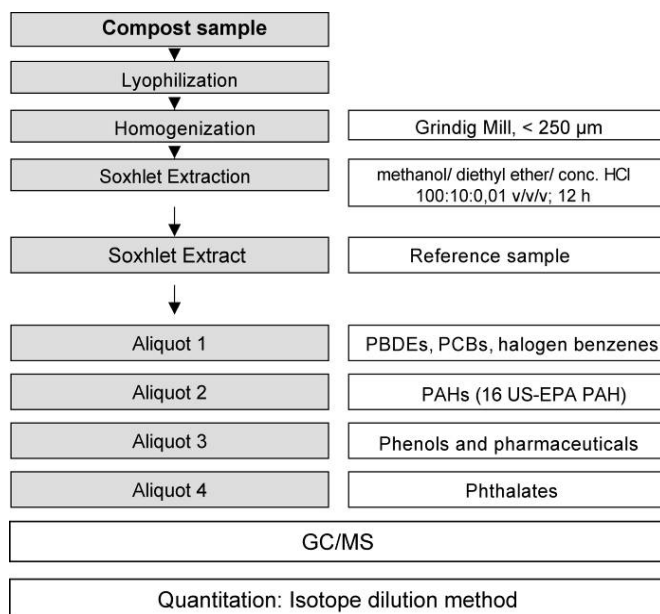 Compost sample
Lyophilization
Homogenization
Grindig Mill, < 250 µm
Soxhlet Extraction
methanol/ diethyl ether/ conc. HCl
100:10:0,01 v/v/v; 12 h
Soxhlet Extract
Reference sample
Aliquot 1
PBDEs, PCBs, halogen benzenes
Aliquot 2
PAHs (16 US-EPA PAH)
Aliquot 3
Phenols and pharmaceuticals
Aliquot 4
Phthalates
GC/MS
Quantitation: Isotope dilution method